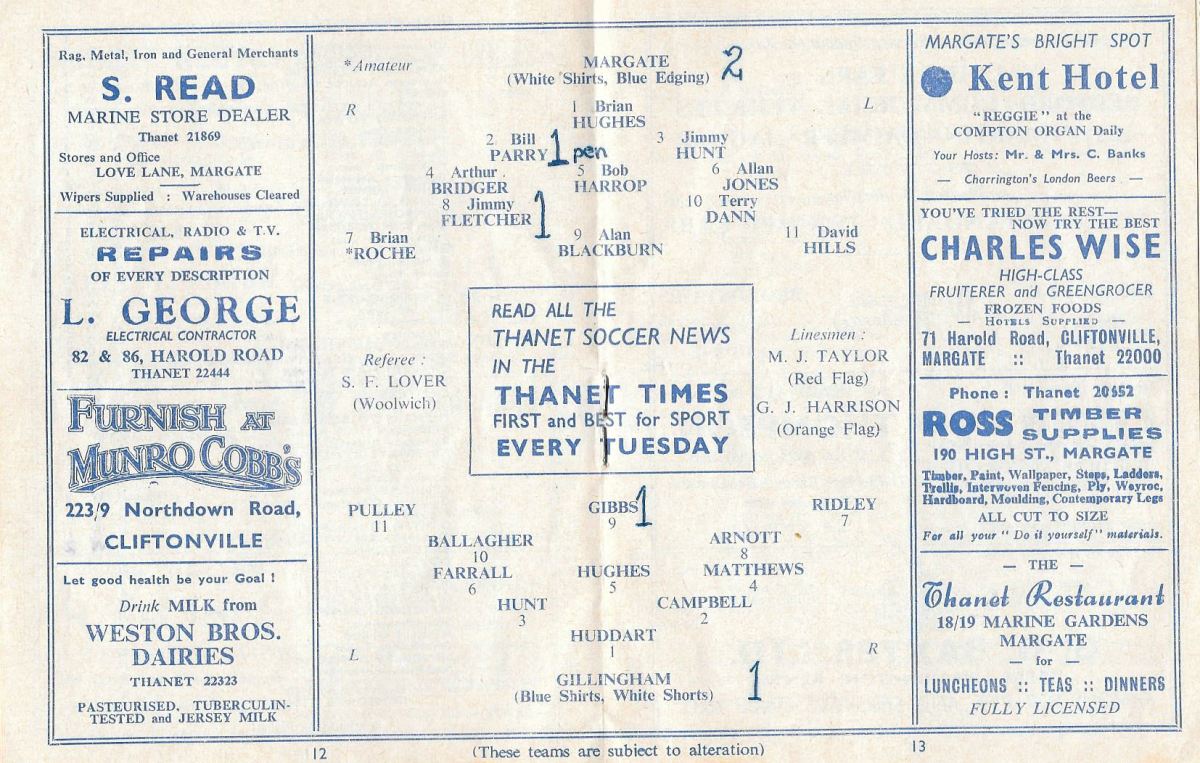 Rag, Metal, Iron and General Merchants
S. READ
MARINE STORE DEALER
Thanet 21869
Stores and Office
LOVE LANE, MARGATE
Wipers Supplied : Warehouses Cleared
ELECTRICAL, RADIO & T.V.
REPAIRS
OF EVERY DESCRIPTION
L. GEORGE
ELECTRICAL CONTRACTOR
82 & 86, HAROLD ROAD
THANET 22444
FURNISH AT
MUNRO COBB'S
223/9 Northdown Road,
CLIFTONVILLE
Let good health be your Goal !
Drink MILK from
WESTON BROS.
DAIRIES
THANET 22323
PASTEURISED, TUBERCULIN-
TESTED and JERSEY MILK
*Amateur
MARGATE
(White Shirts, Blue Edging) 2
R
L
1 Brian
HUGHES
2 Bill 3 Jimmy
PARRY 1 pen HUNT
4 Arthur 5 Bob 6 Allan
BRIDGER HARROP JONES
8 Jimmy 10 Terry
FLETCHER 1 DANN
7 Brian 9 Alan 11 David
*ROCHE BLACKBURN HILLS
Referee :
S. F. LOVER
(Woolwich)
READ ALL THE
THANET SOCCER NEWS
IN THE
THANET TIMES
FIRST and BEST for SPORT
EVERY TUESDAY
Linesmen :
M. J. TAYLOR
(Red Flag)
G. J. HARRISON
(Orange Flag)
PULLEY GIBBS 1 RIDLEY
11 9 7
BALLAGHER ARNOTT
10 8
FARRALL HUGHES MATTHEWS
6 5 4
HUNT CAMPBELL
3 2
HUDDART
1
L
R
GILLINGHAM 1
(Blue Shirts, White Shorts)
12
(These teams are subject to alteration)
13
MARGATE'S BRIGHT SPOT
Kent Hotel
"REGGIE" at the
COMPTON ORGAN Daily
Your Hosts: Mr. & Mrs. C. Banks
— Charrington's London Beers —
YOU'VE TRIED THE REST—
NOW TRY THE BEST
CHARLES WISE
HIGH-CLASS
FRUITERER and GREENGROCER
FROZEN FOODS
— HOTELS SUPPLIED —
71 Harold Road, CLIFTONVILLE,
MARGATE :: Thanet 22000
Phone : Thanet 20552
ROSS TIMBER
SUPPLIES
190 HIGH ST., MARGATE
Timber, Paint, Wallpaper, Steps, Ladders,
Trellis, Interwoven Fencing, Ply, Weyroc,
Hardboard, Moulding, Contemporary Legs
ALL CUT TO SIZE
For all your "Do it yourself" materials.
— THE —
Thanet Restaurant
18/19 MARINE GARDENS
MARGATE
— for —
LUNCHEONS :: TEAS :: DINNERS
FULLY LICENSED